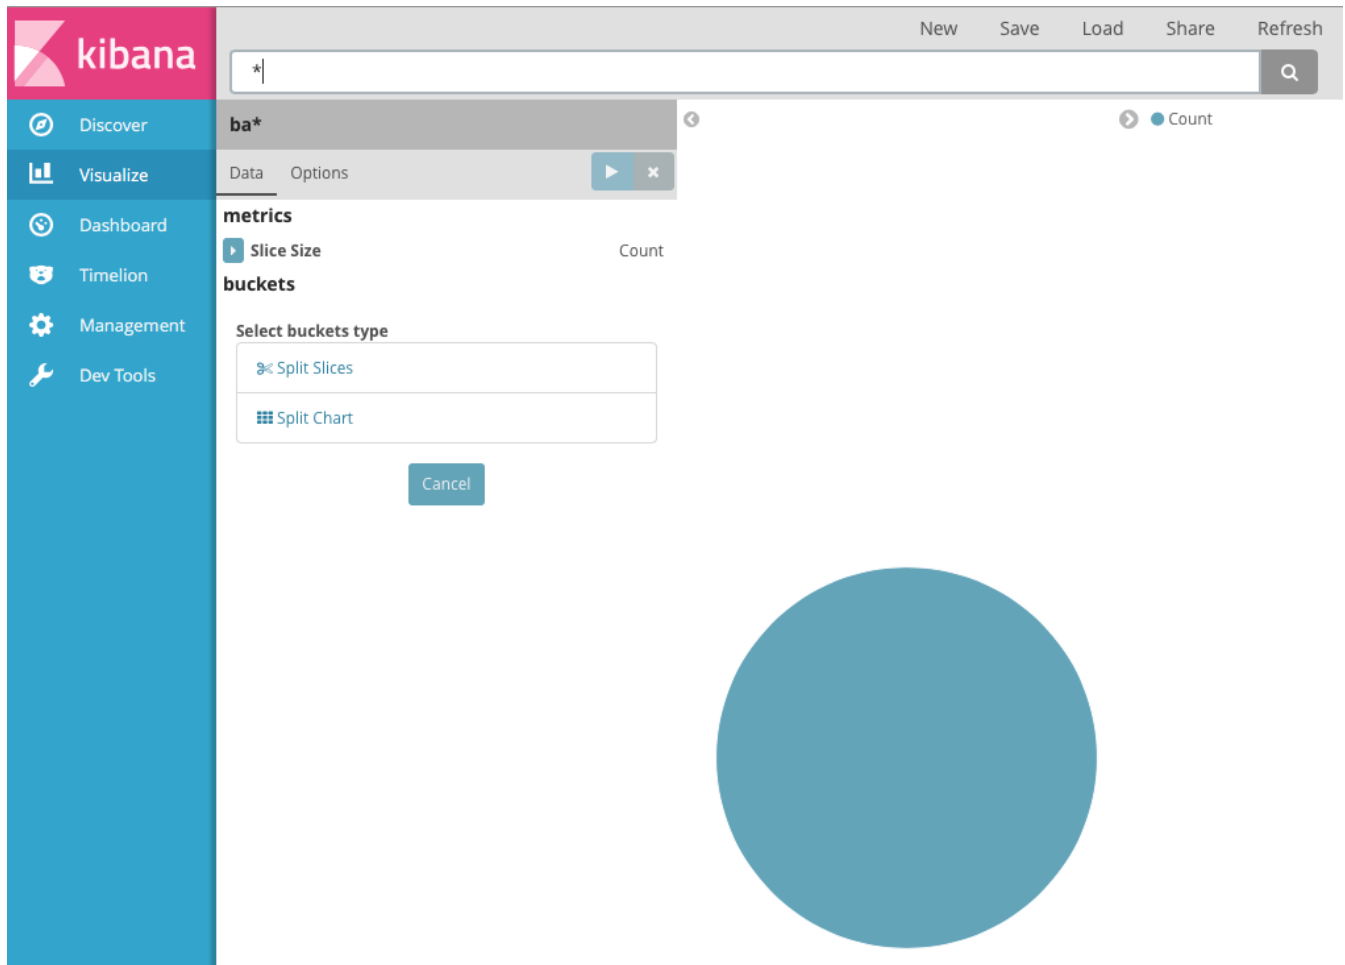 kibana
New Save Load Share Refresh
*
Discover
Visualize
Dashboard
Timelion
Management
Dev Tools
ba*
Data Options
metrics
Slice Size Count
buckets
Select buckets type
Split Slices
Split Chart
Cancel
Count